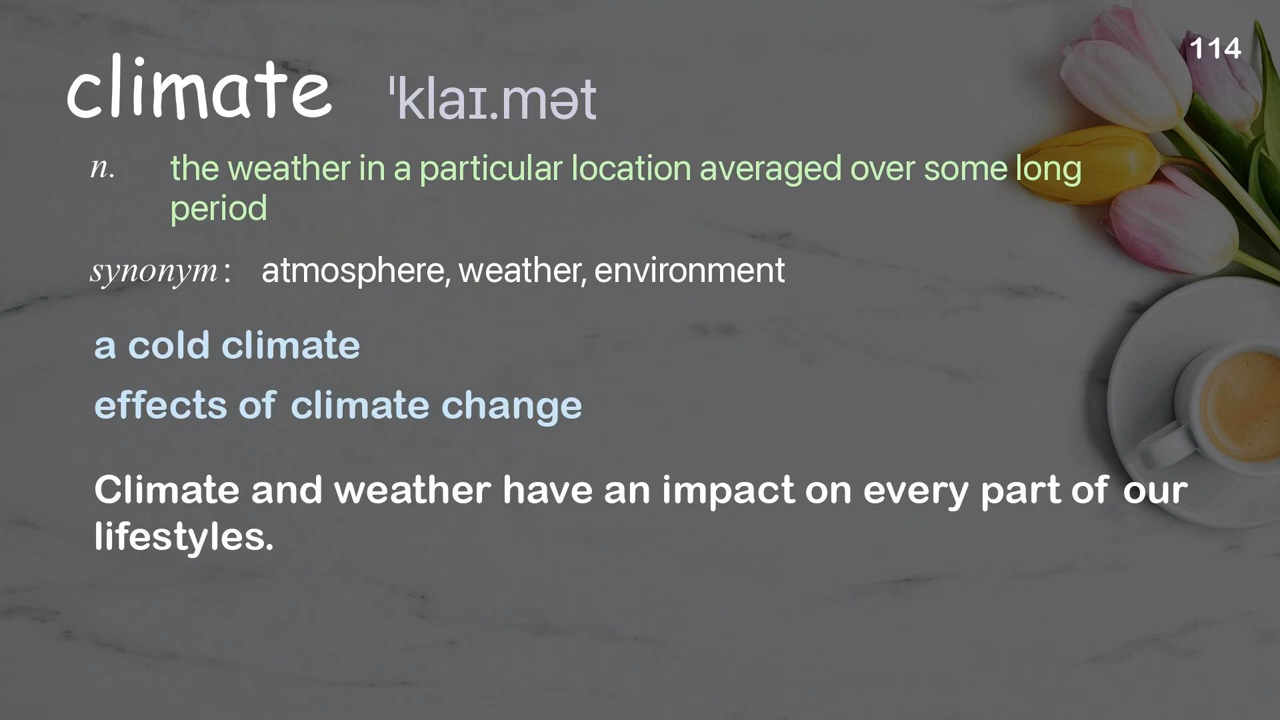 114
climate ˈklaɪ.mət
n. the weather in a particular location averaged over some long
period
synonym: atmosphere, weather, environment
a cold climate
effects of climate change
Climate and weather have an impact on every part of our
lifestyles.